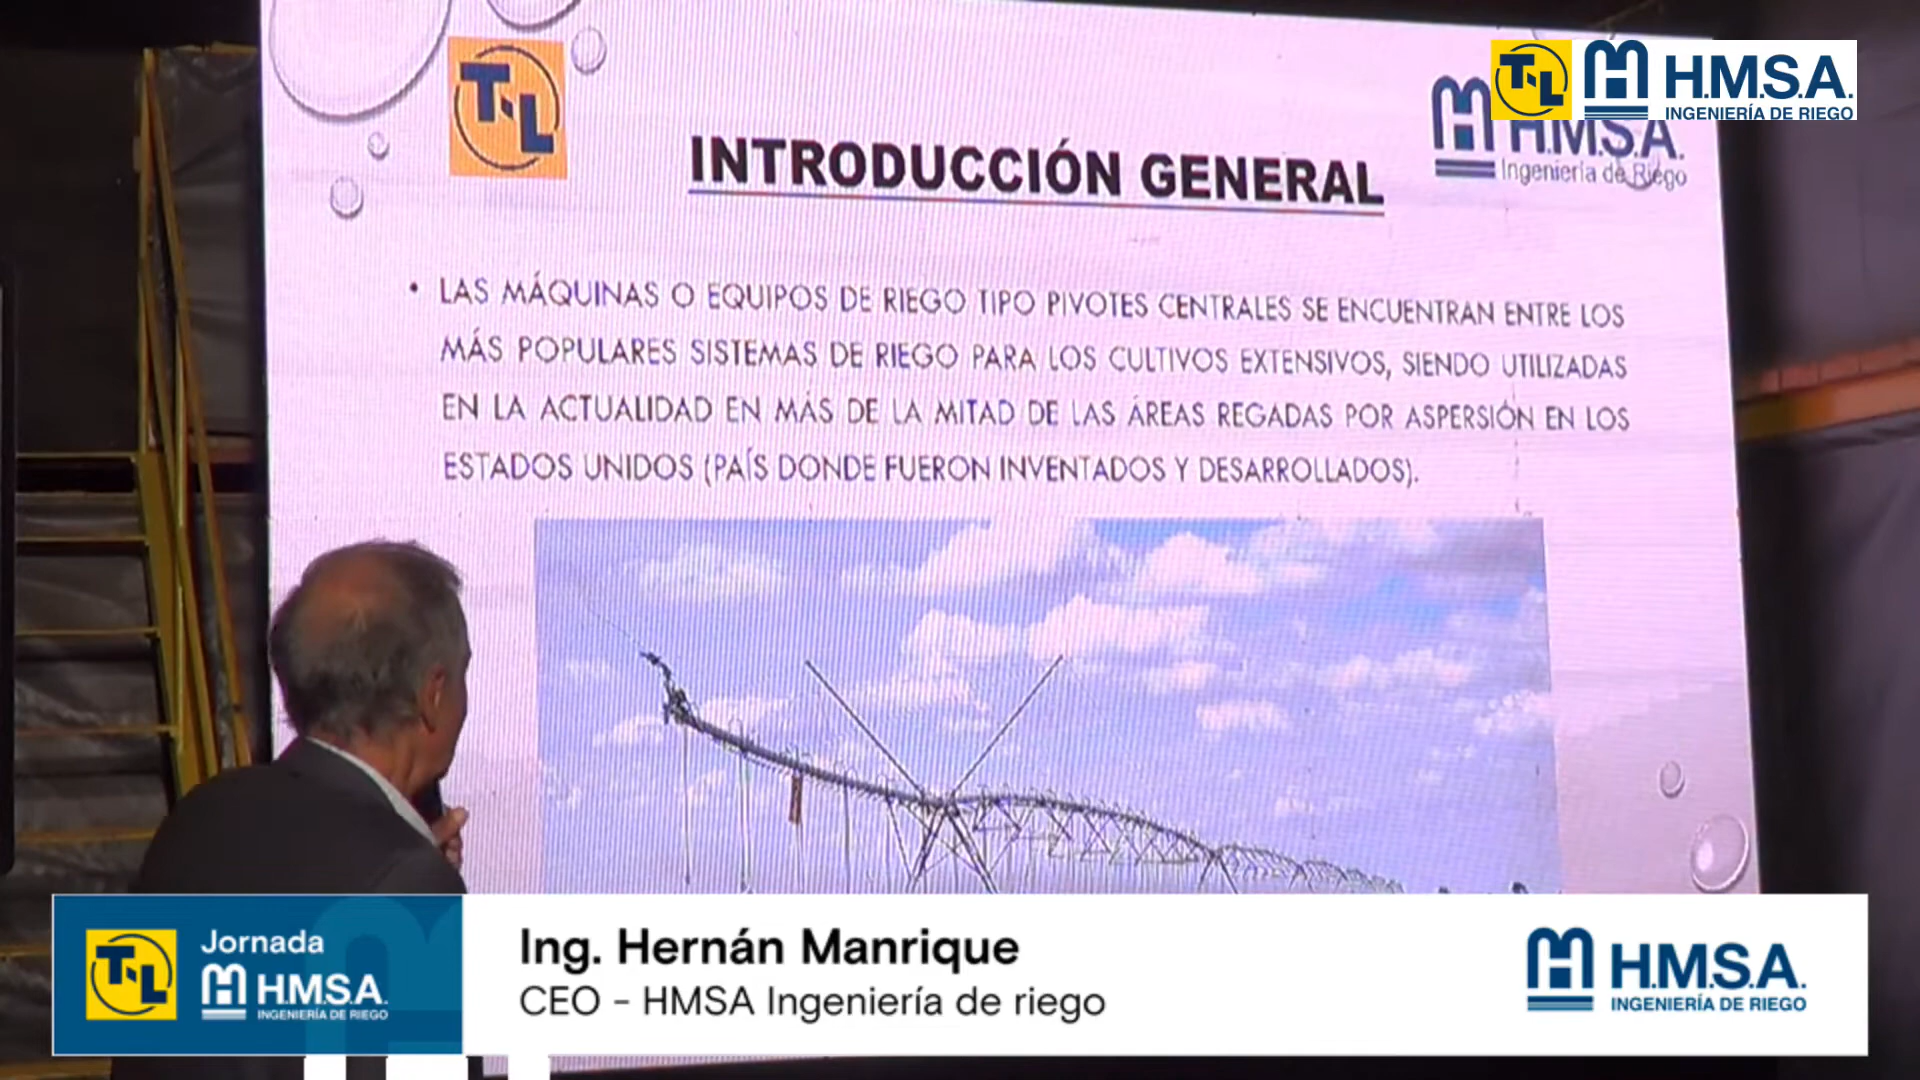 T-L
H.M.S.A.
INGENIERÍA DE RIEGO
T-L
INTRODUCCIÓN GENERAL
H.M.S.A.
Ingeniería de Riego
• LAS MÁQUINAS O EQUIPOS DE RIEGO TIPO PIVOTES CENTRALES SE ENCUENTRAN ENTRE LOS
MÁS POPULARES SISTEMAS DE RIEGO PARA LOS CULTIVOS EXTENSIVOS, SIENDO UTILIZADAS
EN LA ACTUALIDAD EN MÁS DE LA MITAD DE LAS ÁREAS REGADAS POR ASPERSIÓN EN LOS
ESTADOS UNIDOS (PAÍS DONDE FUERON INVENTADOS Y DESARROLLADOS).
T-L
Jornada
H.M.S.A.
INGENIERÍA DE RIEGO
Ing. Hernán Manrique
CEO - HMSA Ingeniería de riego
H.M.S.A.
INGENIERÍA DE RIEGO